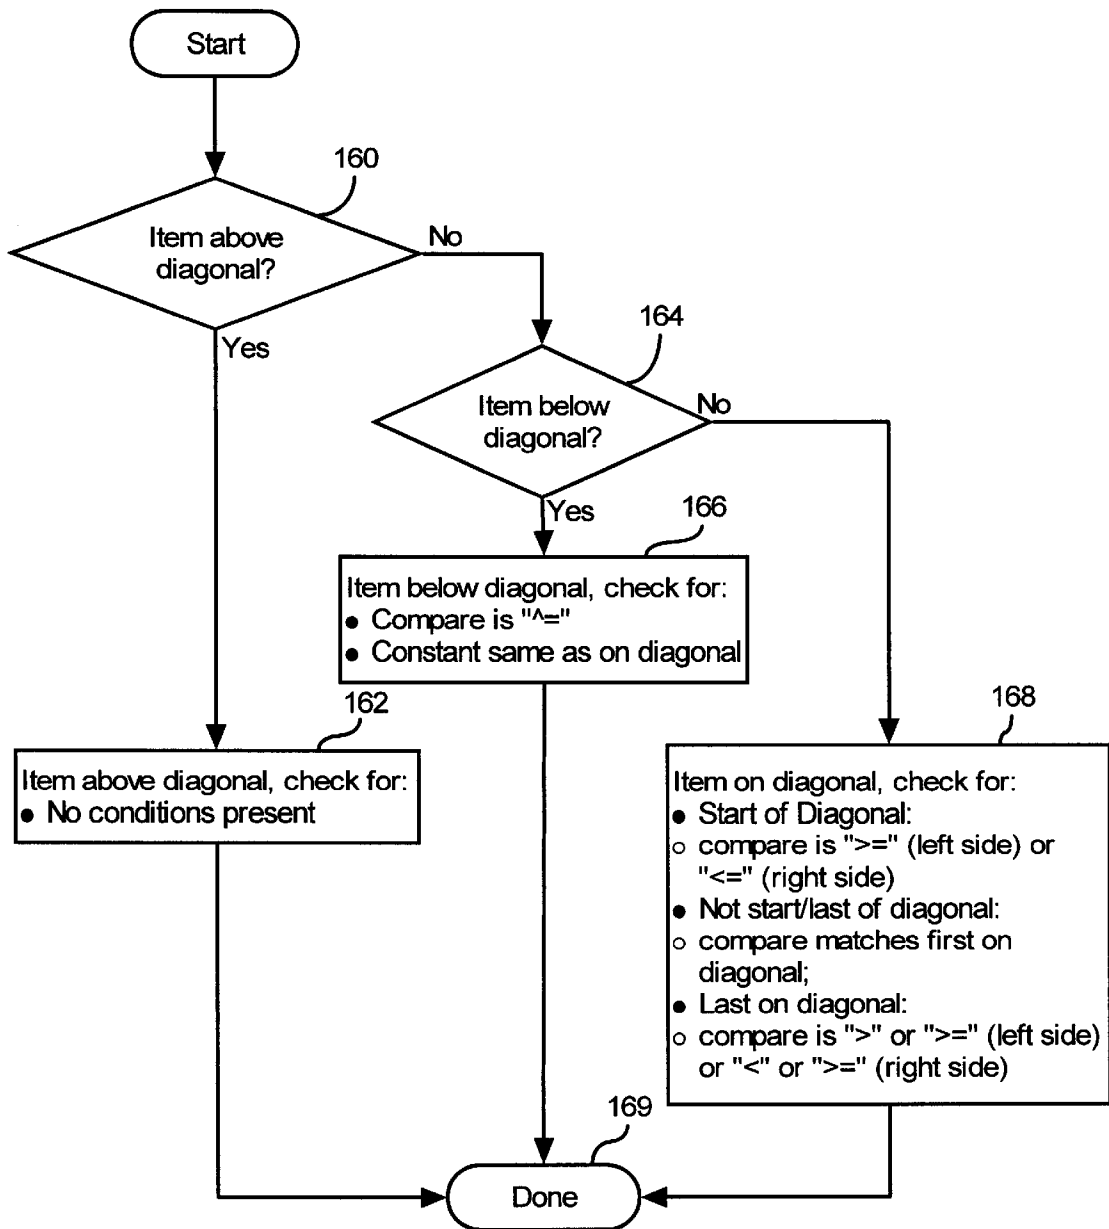 Start
160
Item above
diagonal?
No
Yes
164
Item below
diagonal?
No
Yes
166
Item below diagonal, check for:
● Compare is "^="
● Constant same as on diagonal
162
Item above diagonal, check for:
● No conditions present
168
Item on diagonal, check for:
● Start of Diagonal:
○ compare is ">=" (left side) or
"<=" (right side)
● Not start/last of diagonal:
○ compare matches first on
diagonal;
● Last on diagonal:
○ compare is ">" or ">=" (left side)
or "<" or ">=" (right side)
169
Done